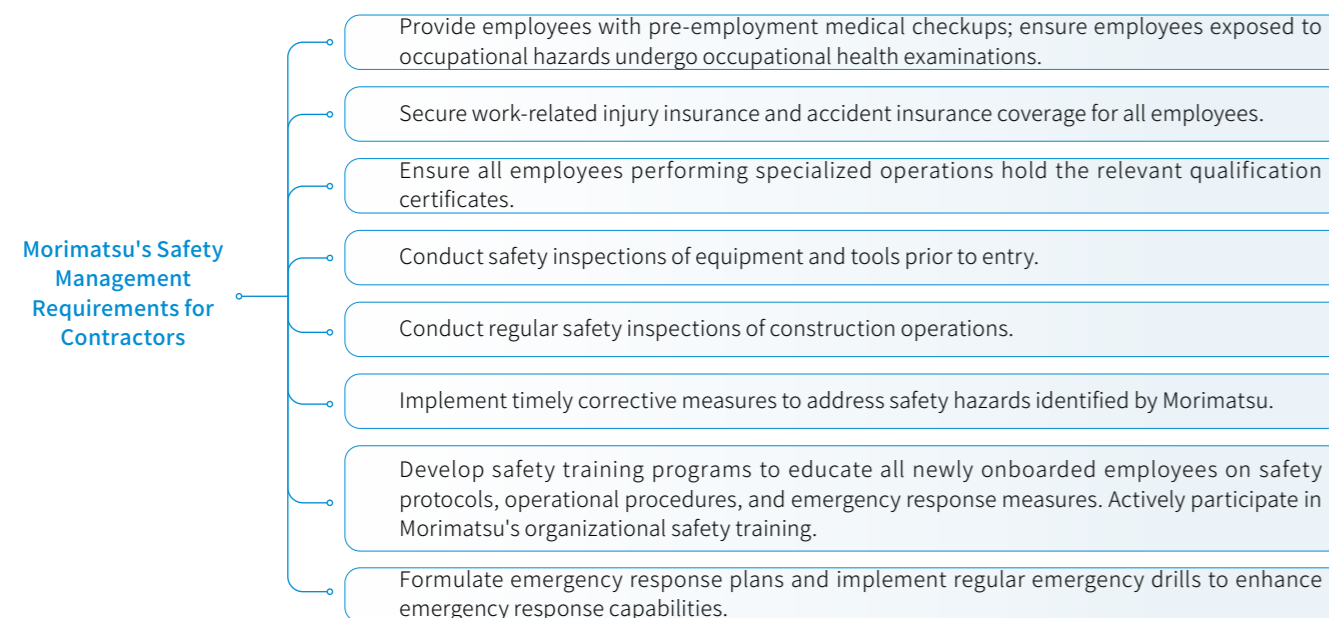 Morimatsu's Safety
Management
Requirements for
Contractors
Provide employees with pre-employment medical checkups; ensure employees exposed to
occupational hazards undergo occupational health examinations.
Secure work-related injury insurance and accident insurance coverage for all employees.
Ensure all employees performing specialized operations hold the relevant qualification
certificates.
Conduct safety inspections of equipment and tools prior to entry.
Conduct regular safety inspections of construction operations.
Implement timely corrective measures to address safety hazards identified by Morimatsu.
Develop safety training programs to educate all newly onboarded employees on safety
protocols, operational procedures, and emergency response measures. Actively participate in
Morimatsu's organizational safety training.
Formulate emergency response plans and implement regular emergency drills to enhance
emergency response capabilities.